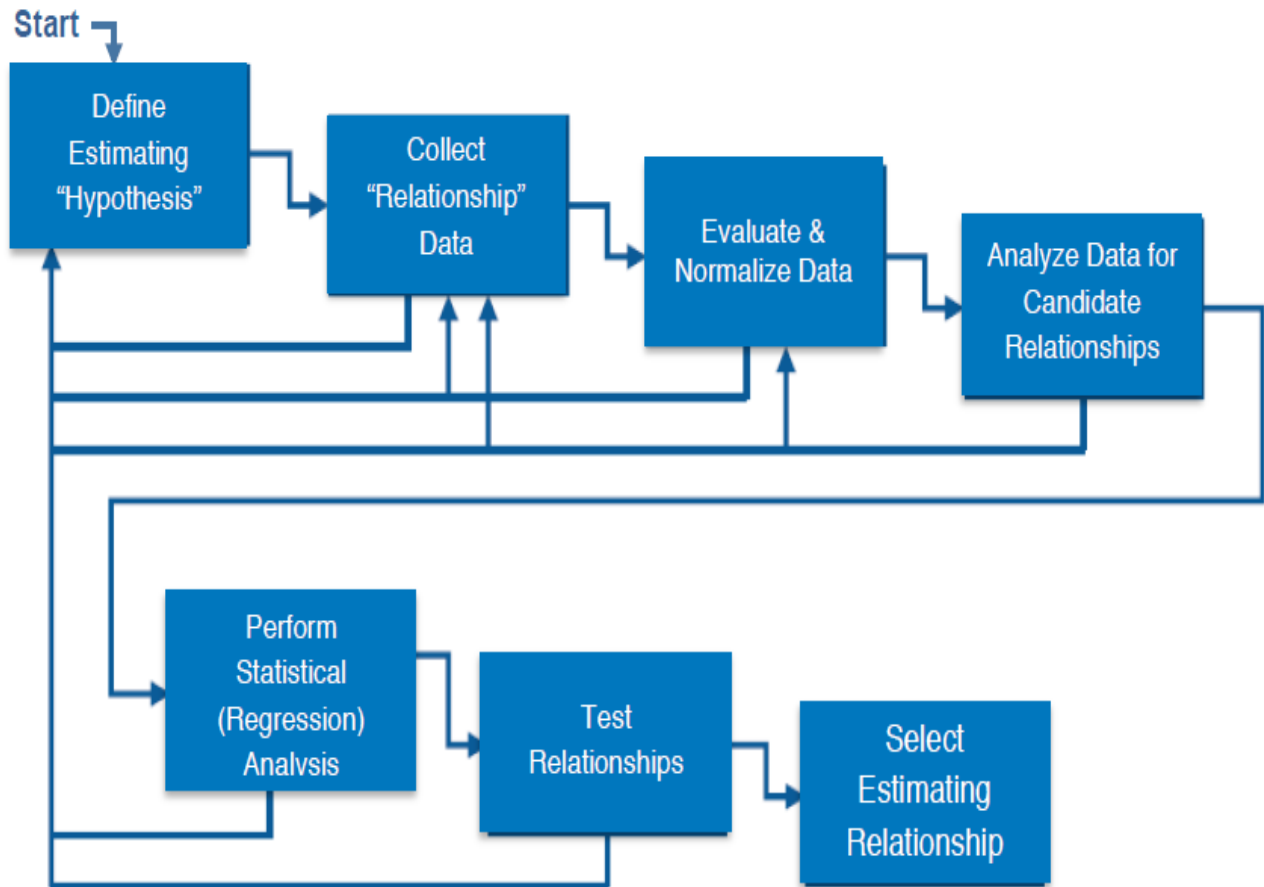 Start
Define
Estimating
“Hypothesis”
Collect
“Relationship”
Data
Evaluate &
Normalize Data
Analyze Data for
Candidate
Relationships
Perform
Statistical
(Regression)
Analysis
Test
Relationships
Select
Estimating
Relationship